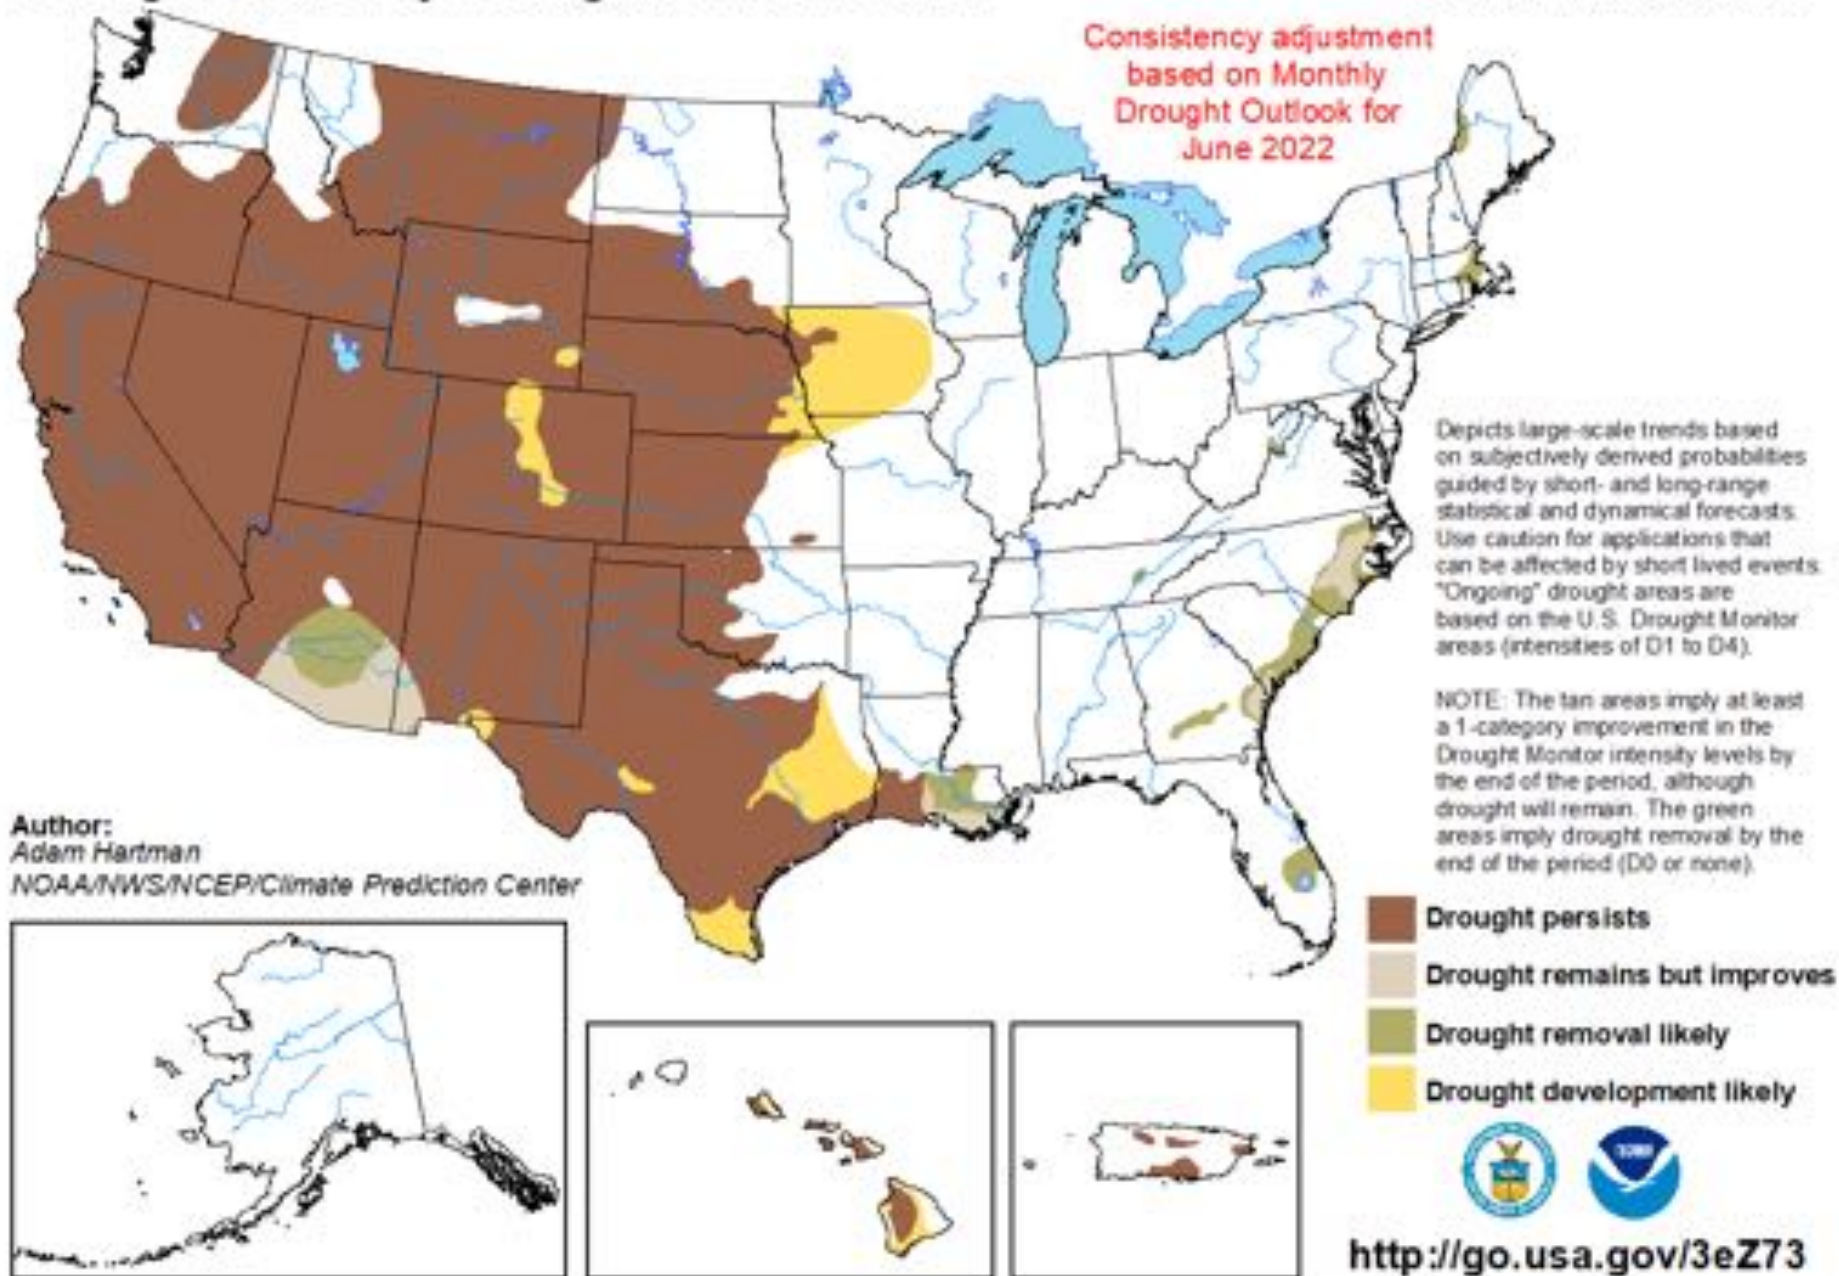 Consistency adjustment
based on Monthly
Drought Outlook for
June 2022
Depicts large-scale trends based
on subjectively derived probabilities
guided by short- and long-range
statistical and dynamical forecasts.
Use caution for applications that
can be affected by short lived events.
"Ongoing" drought areas are
based on the U.S. Drought Monitor
areas (intensities of D1 to D4).
NOTE: The tan areas imply at least
a 1-category improvement in the
Drought Monitor intensity levels by
the end of the period, although
drought will remain. The green
areas imply drought removal by the
end of the period (D0 or none).
Author:
Adam Hartman
NOAA/NWS/NCEP/Climate Prediction Center
Drought persists
Drought remains but improves
Drought removal likely
Drought development likely
http://go.usa.gov/3eZ73